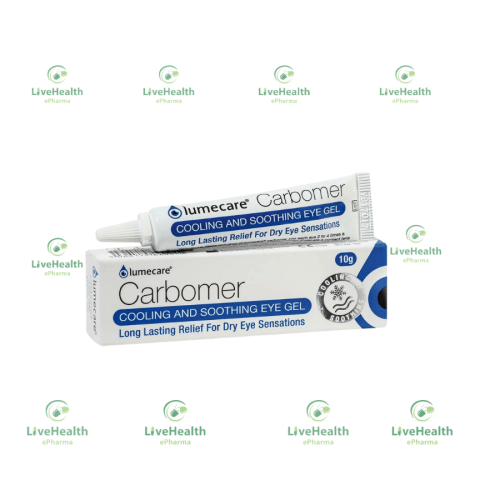 LiveHealth
ePharma
LiveHealth
ePharma
LiveHealth
ePharma
LiveHealth
ePharma
lumecare® Carbomer
COOLING AND SOOTHING EYE GEL
Long Lasting Relief For Dry Eye Sensations
LiveHealth
ePharma
LiveHealth
ePharma
10g
lumecare®
Carbomer
COOLING AND SOOTHING EYE GEL
Long Lasting Relief For Dry Eye Sensations
lumecare®
COOLING
SOOTHING
LiveHealth
ePharma
LiveHealth
ePharma
LiveHealth
ePharma
LiveHealth
ePharma